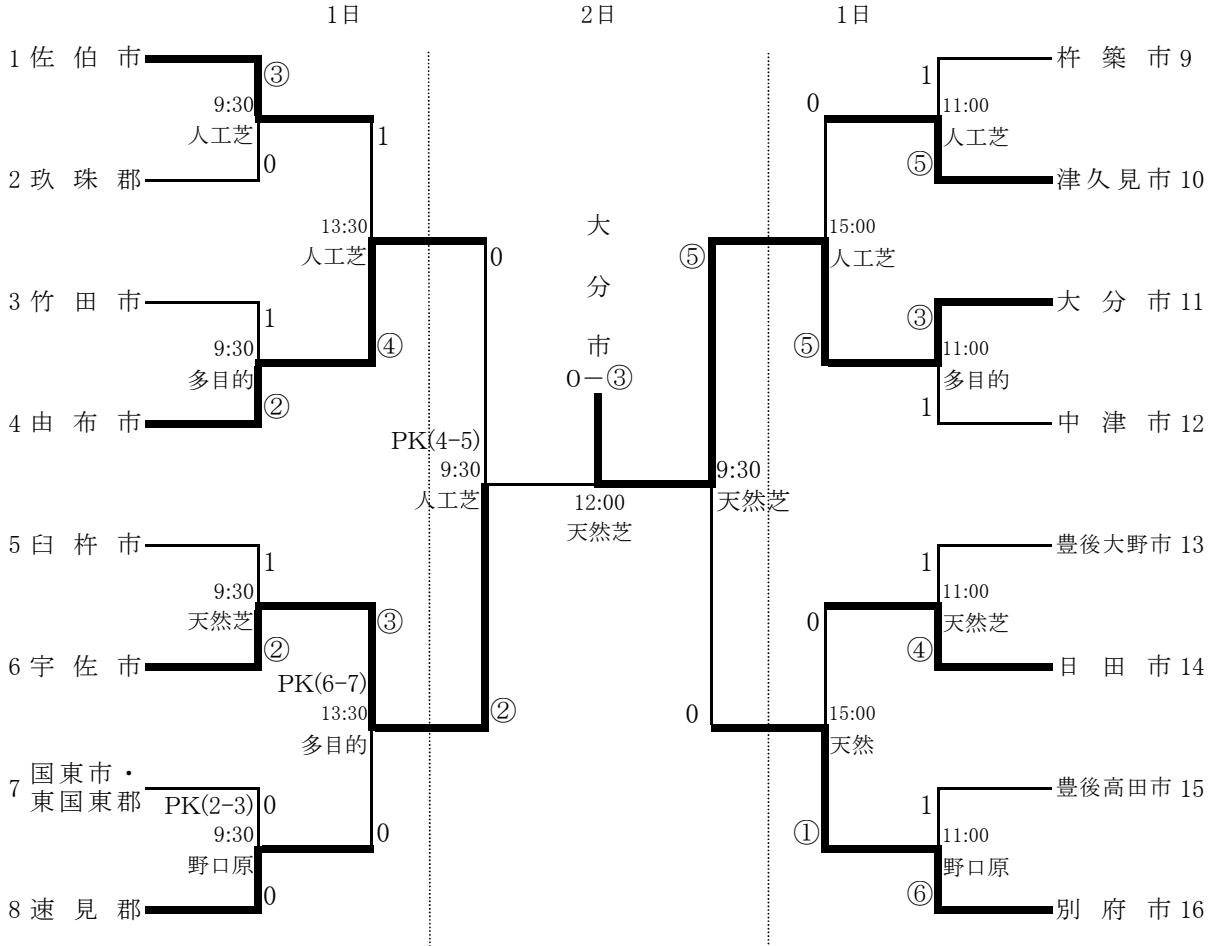 1日 2日 1日
1 佐伯市
③
9:30
人工芝
0
2 玖珠郡
1
13:30
人工芝
3 竹田市
1
9:30
多目的
④
②
4 由布市
0
PK(4-5)
9:30
人工芝
5 臼杵市
1
9:30
天然芝
③
②
6 宇佐市
PK(6-7)
13:30
多目的
②
7 国東市・
東国東郡
PK(2-3) 0
9:30
野口原
0
0
8 速見郡
大分市
0-③
12:00
天然芝
⑤
9:30
天然芝
0
杵築市 9
1
11:00
人工芝
0
⑤
津久見市 10
15:00
人工芝
⑤
大分市 11
③
11:00
多目的
1
中津市 12
豊後大野市 13
1
11:00
天然芝
0
④
日田市 14
15:00
天然
①
豊後高田市 15
1
11:00
野口原
⑥
別府市 16